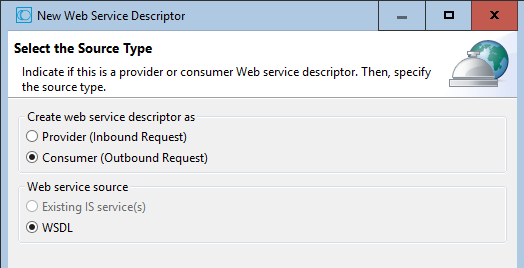 New Web Service Descriptor
Select the Source Type
Indicate if this is a provider or consumer Web service descriptor. Then, specify
the source type.
Create web service descriptor as
Provider (Inbound Request)
Consumer (Outbound Request)
Web service source
Existing IS service(s)
WSDL